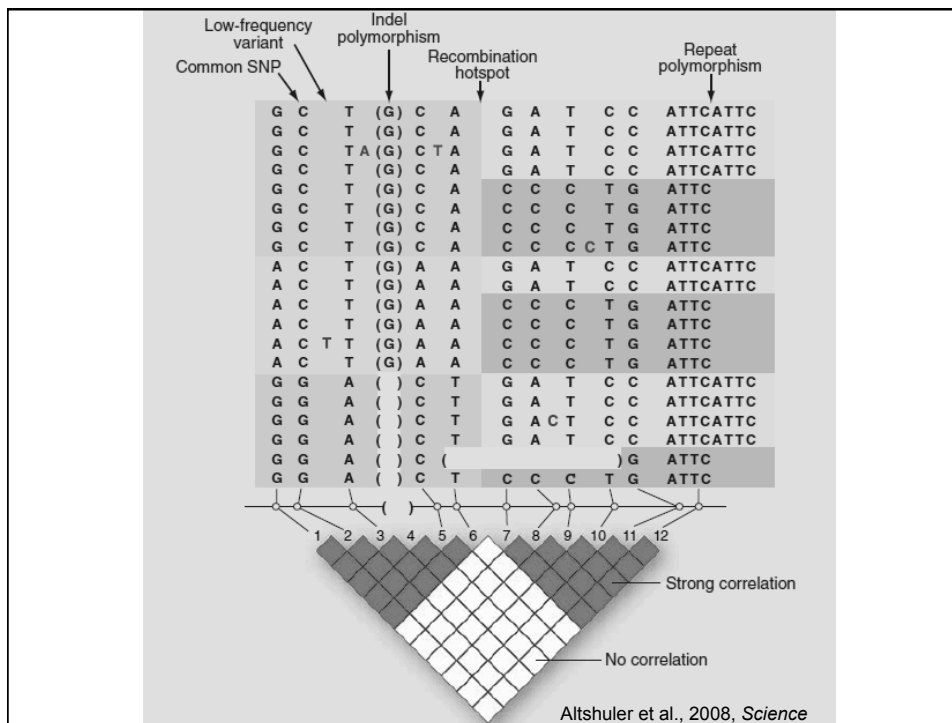 Low-frequency
variant
Common SNP
Indel
polymorphism
Recombination
hotspot
Repeat
polymorphism
G C T (G) C A G A T C C ATTCATTC
G C T (G) C A G A T C C ATTCATTC
G C T A (G) C T A G A T C C ATTCATTC
G C T (G) C A G A T C C ATTCATTC
G C T (G) C A C C C T G ATTC
G C T (G) C A C C C T G ATTC
G C T (G) C A C C C T G ATTC
G C T (G) C A C C C C T G ATTC
A C T (G) A A G A T C C ATTCATTC
A C T (G) A A G A T C C ATTCATTC
A C T (G) A A C C C T G ATTC
A C T (G) A A C C C T G ATTC
A C T T (G) A A C C C T G ATTC
A C T (G) A A C C C T G ATTC
G G A ( ) C T G A T C C ATTCATTC
G G A ( ) C T G A T C C ATTCATTC
G G A ( ) C T G A C T C C ATTCATTC
G G A ( ) C T G A T C C ATTCATTC
G G A ( ) C ( ) G ATTC
G G A ( ) C T C C C T G ATTC
( )
1 2 3 4 5 6 7 8 9 10 11 12
Strong correlation
No correlation
Altshuler et al., 2008, Science